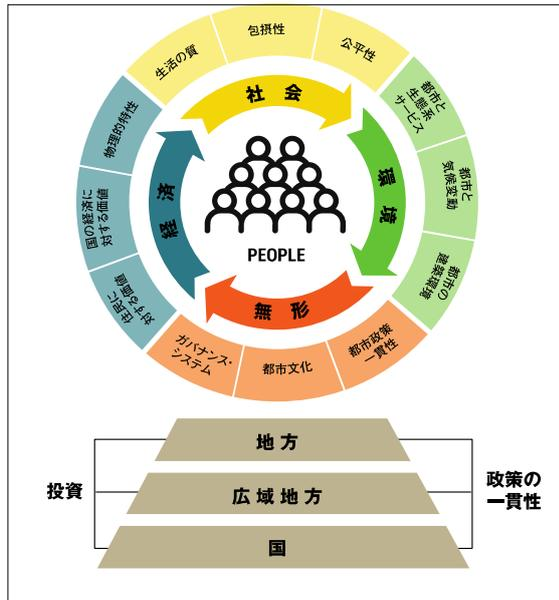 生活の質
包摂性
公平性
都市と
生態系
サービス
都市と
気候変動
都市の
建築環境
都市政策
一貫性
都市文化
ガバナンス・
システム
住民に
対する価値
国の経済に
対する価値
物理的特性
社会
環境
無形
経済
PEOPLE
地方
広域地方
国
投資
政策の
一貫性